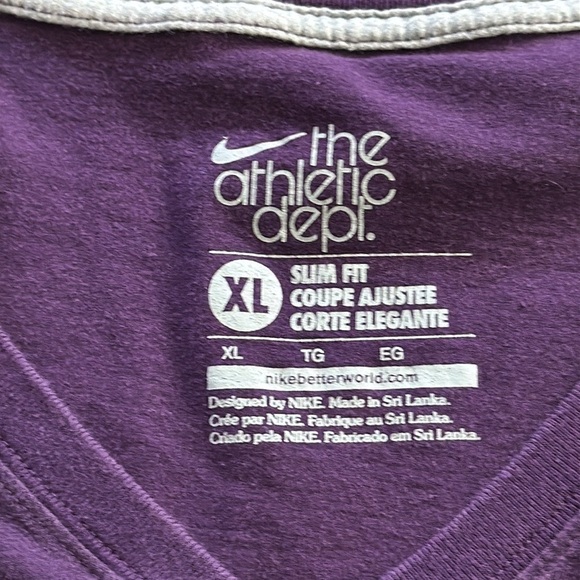 the
athletic
dept.
XL
SLIM FIT
COUPE AJUSTEE
CORTE ELEGANTE
XL TG EG
nikebetterworld.com
Designed by NIKE. Made in Sri Lanka.
Crée par NIKE. Fabrique au Sri Lanka.
Criado pela NIKE. Fabricado em Sri Lanka.